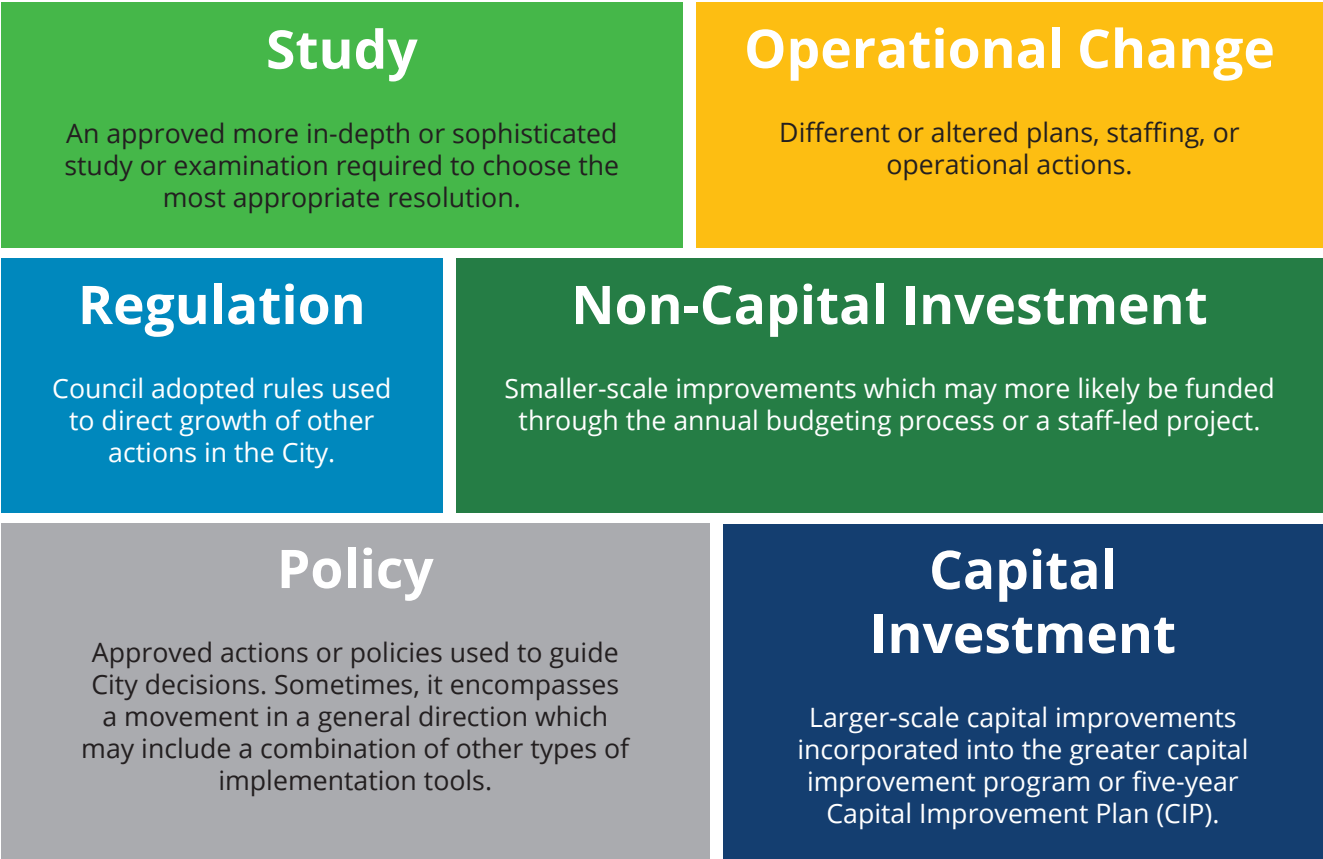 Study
An approved more in-depth or sophisticated
study or examination required to choose the
most appropriate resolution.
Operational Change
Different or altered plans, staffing, or
operational actions.
Regulation
Council adopted rules used
to direct growth of other
actions in the City.
Non-Capital Investment
Smaller-scale improvements which may more likely be funded
through the annual budgeting process or a staff-led project.
Policy
Approved actions or policies used to guide
City decisions. Sometimes, it encompasses
a movement in a general direction which
may include a combination of other types of
implementation tools.
Capital
Investment
Larger-scale capital improvements
incorporated into the greater capital
improvement program or five-year
Capital Improvement Plan (CIP).